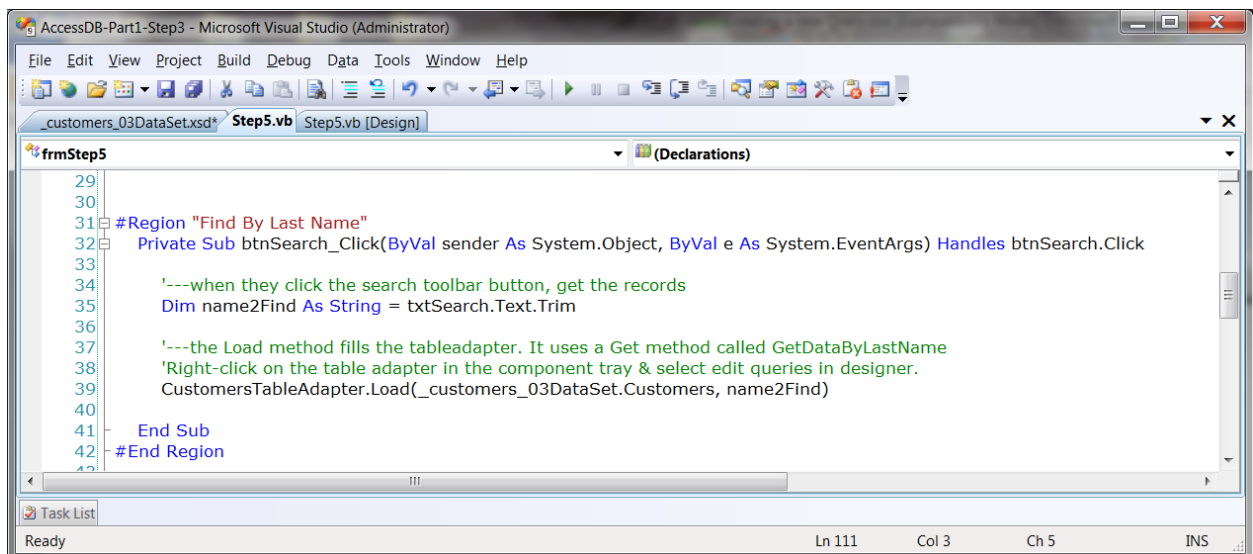 AccessDB-Part1-Step3 - Microsoft Visual Studio (Administrator)
File Edit View Project Build Debug Data Tools Window Help
_customers_03DataSet.xsd* Step5.vb Step5.vb [Design]
frmStep5 (Declarations)
29
30
31 #Region "Find By Last Name"
32 Private Sub btnSearch_Click(ByVal sender As System.Object, ByVal e As System.EventArgs) Handles btnSearch.Click
33
34 '---when they click the search toolbar button, get the records
35 Dim name2Find As String = txtSearch.Text.Trim
36
37 '---the Load method fills the tableadapter. It uses a Get method called GetDataByLastName
38 'Right-click on the table adapter in the component tray & select edit queries in designer.
39 CustomersTableAdapter.Load(_customers_03DataSet.Customers, name2Find)
40
41 End Sub
42 #End Region
Task List
Ready Ln 111 Col 3 Ch 5 INS